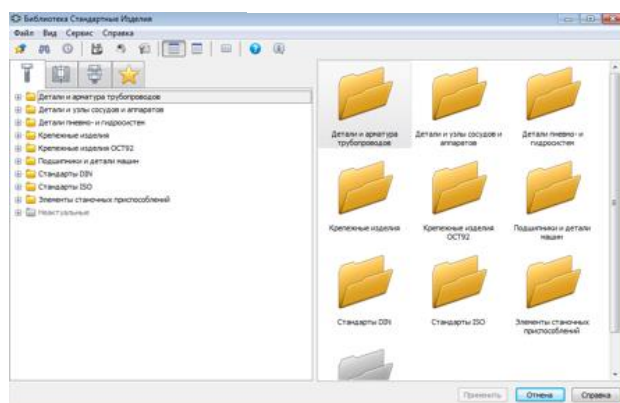 Библиотека Стандартные Изделия
Файл Вид Сервис Справка
Детали и арматура трубопроводов
Детали и узлы сосудов и аппаратов
Детали пневмо- и гидросистем
Крепежные изделия
Крепежные изделия ОСТ92
Подшипники и детали машин
Стандарты DIN
Стандарты ISO
Элементы станочных приспособлений
Неактуальные
Детали и арматура трубопроводов
Детали и узлы сосудов и аппаратов
Детали пневмо- и гидросистем
Крепежные изделия
Крепежные изделия ОСТ92
Подшипники и детали машин
Стандарты DIN
Стандарты ISO
Элементы станочных приспособлений
Применить Отмена Справка